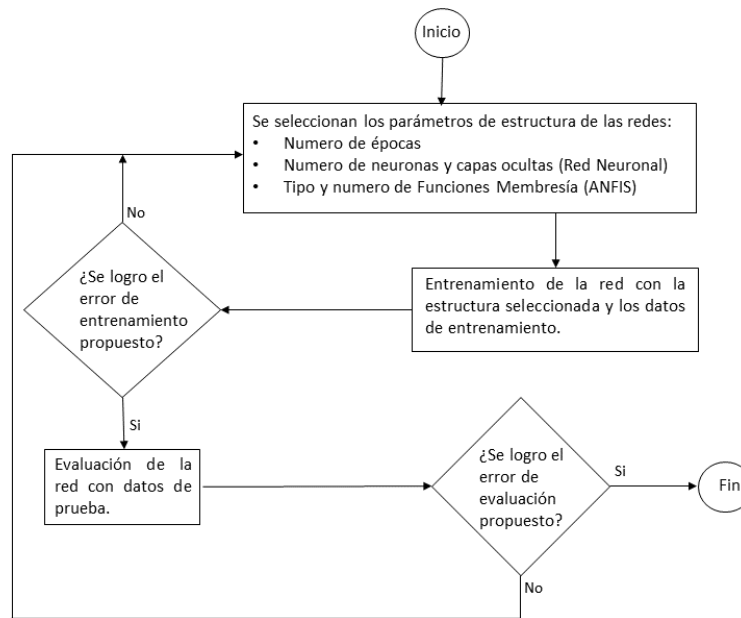 Inicio
Se seleccionan los parámetros de estructura de las redes:
• Numero de épocas
• Numero de neuronas y capas ocultas (Red Neuronal)
• Tipo y numero de Funciones Membresía (ANFIS)
No
¿Se logro el
error de
entrenamiento
propuesto?
Entrenamiento de la red con la
estructura seleccionada y los datos
de entrenamiento.
Si
Evaluación de la
red con datos de
prueba.
¿Se logro el
error de
evaluación
propuesto?
Si
Fin
No